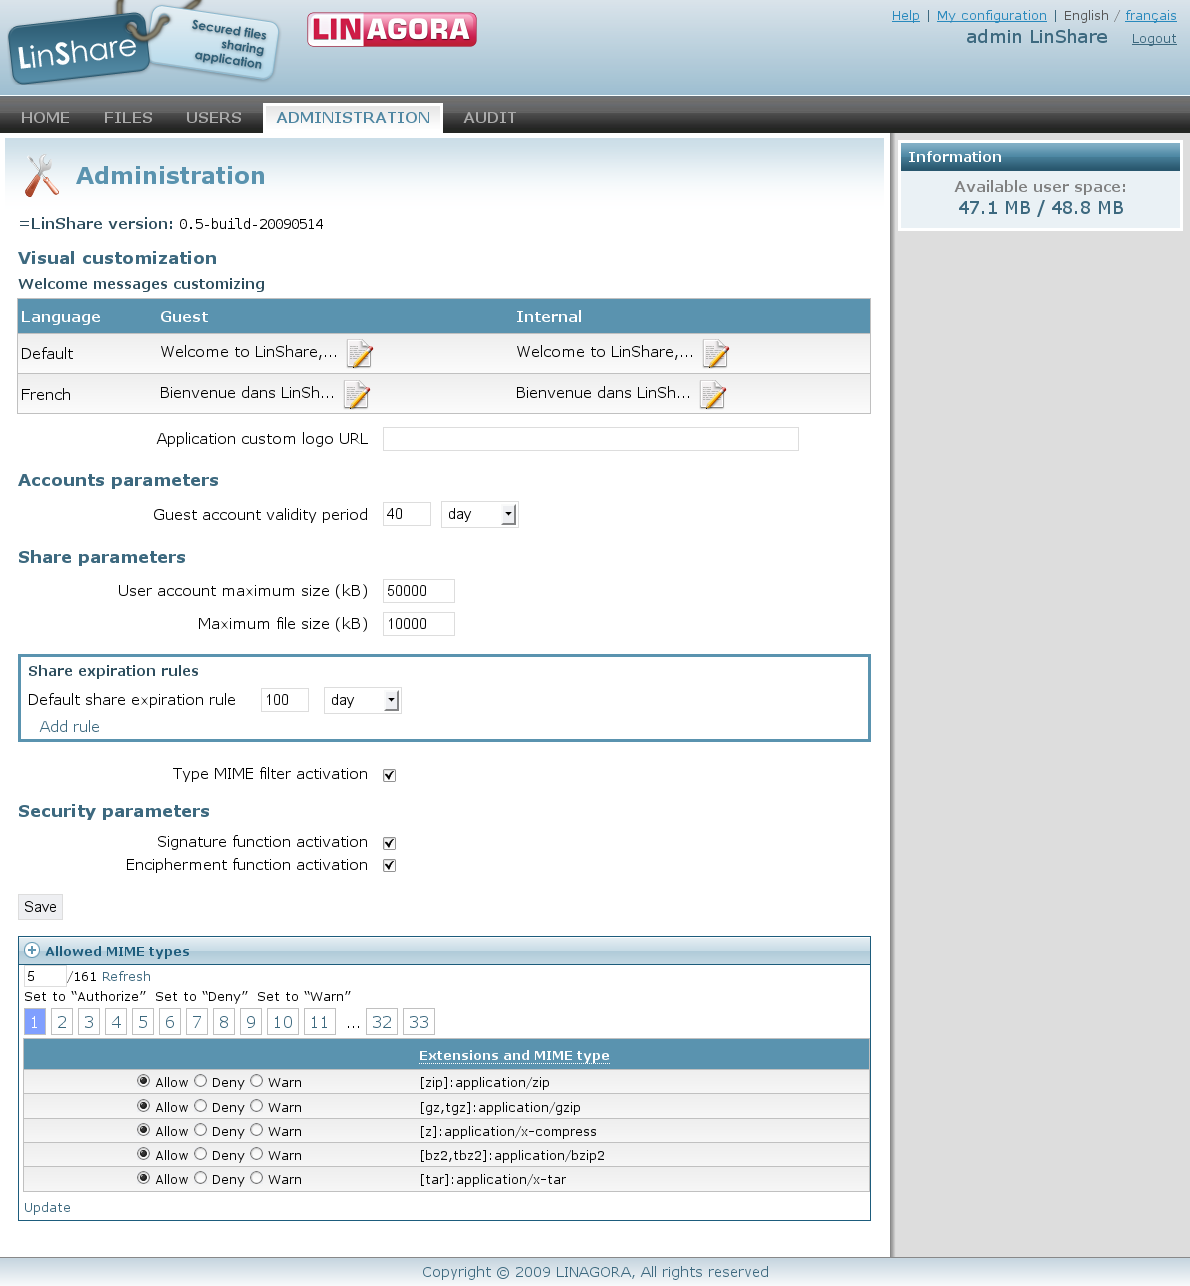 LinShare
Secured files
sharing
application
LINAGORA
Help | My configuration | English / français
admin LinShare Logout
HOME FILES USERS ADMINISTRATION AUDIT
Administration
=LinShare version: 0.5-build-20090514
Visual customization
Welcome messages customizing
Language Guest Internal
Default Welcome to LinShare,... Welcome to LinShare,...
French Bienvenue dans LinSh... Bienvenue dans LinSh...
Application custom logo URL
Accounts parameters
Guest account validity period 40 day
Share parameters
User account maximum size (kB) 50000
Maximum file size (kB) 10000
Share expiration rules
Default share expiration rule 100 day
Add rule
Type MIME filter activation
Security parameters
Signature function activation
Encipherment function activation
Save
Allowed MIME types
5 /161 Refresh
Set to “Authorize” Set to “Deny” Set to “Warn”
1 2 3 4 5 6 7 8 9 10 11 ... 32 33
Extensions and MIME type
Allow Deny Warn [zip]:application/zip
Allow Deny Warn [gz,tgz]:application/gzip
Allow Deny Warn [z]:application/x-compress
Allow Deny Warn [bz2,tbz2]:application/bzip2
Allow Deny Warn [tar]:application/x-tar
Update
Information
Available user space:
47.1 MB / 48.8 MB
Copyright © 2009 LINAGORA, All rights reserved